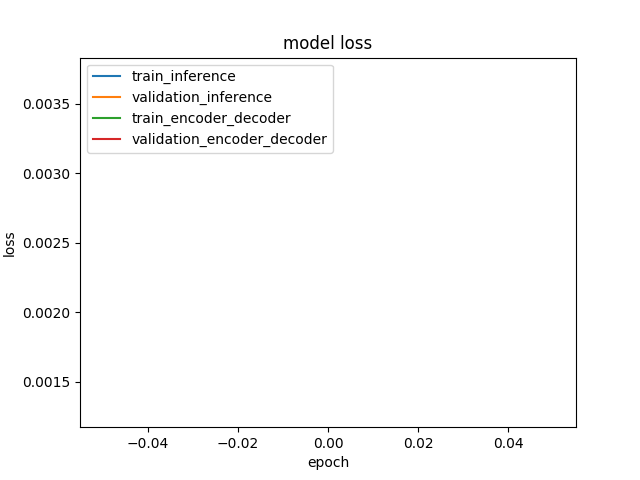 model loss
train_inference
validation_inference
train_encoder_decoder
validation_encoder_decoder
0.0035
0.0030
0.0025
0.0020
0.0015
loss
−0.04 −0.02 0.00 0.02 0.04
epoch